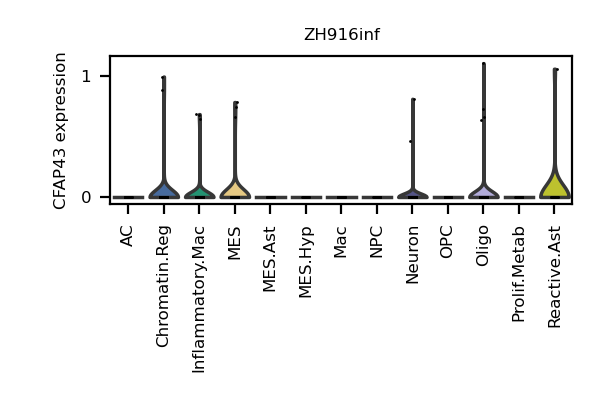 ZH916inf
CFAP43 expression
1
0
AC
Chromatin.Reg
Inflammatory.Mac
MES
MES.Ast
MES.Hyp
Mac
NPC
Neuron
OPC
Oligo
Prolif.Metab
Reactive.Ast